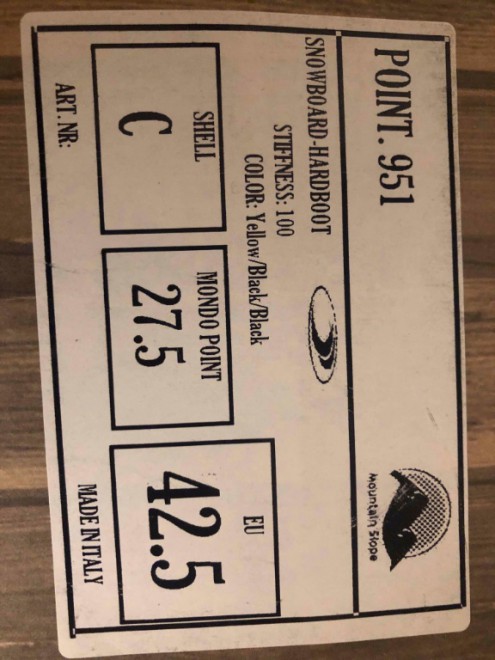 POINT. 951
Mountain Slope
SNOWBOARD-HARDBOOT
STIFFNESS: 100
COLOR: Yellow/Black/Black
SHELL
C
MONDO POINT
27.5
EU
42.5
ART. NR:
MADE IN ITALY